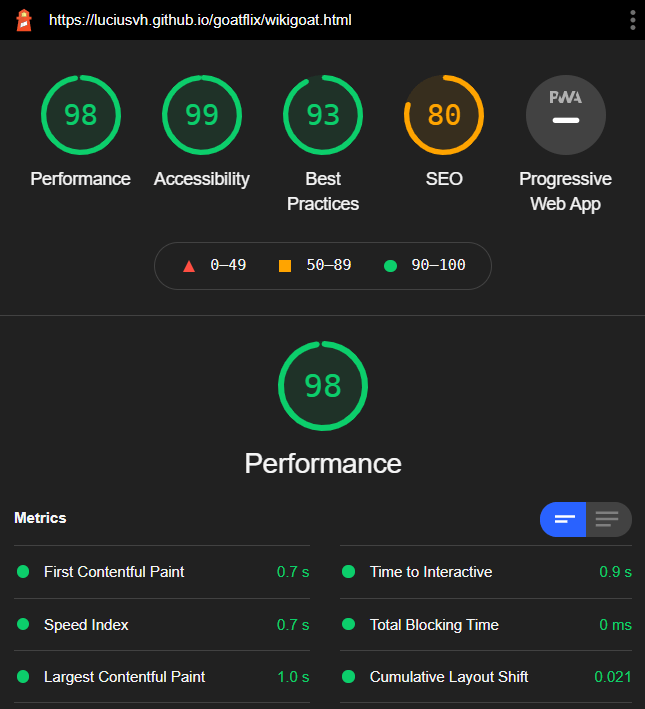 https://luciusvh.github.io/goatflix/wikigoat.html
98 99 93 80 PWA
Performance Accessibility Best Practices SEO Progressive Web App
0–49 50–89 90–100
98
Performance
Metrics
First Contentful Paint 0.7 s
Time to Interactive 0.9 s
Speed Index 0.7 s
Total Blocking Time 0 ms
Largest Contentful Paint 1.0 s
Cumulative Layout Shift 0.021